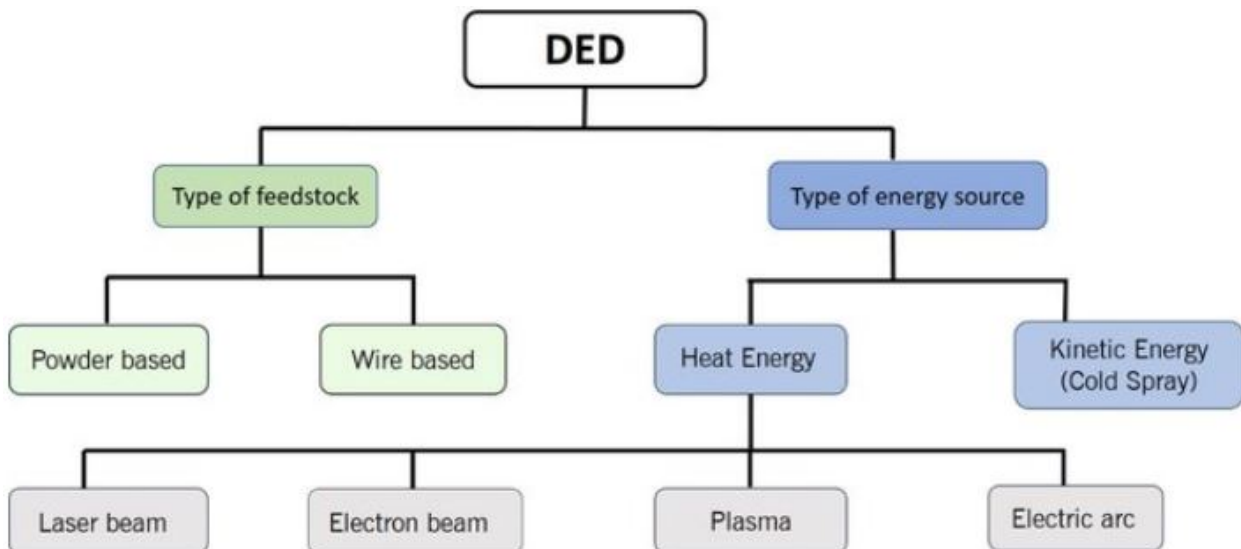 DED
Type of feedstock
Type of energy source
Powder based
Wire based
Heat Energy
Kinetic Energy
(Cold Spray)
Laser beam
Electron beam
Plasma
Electric arc